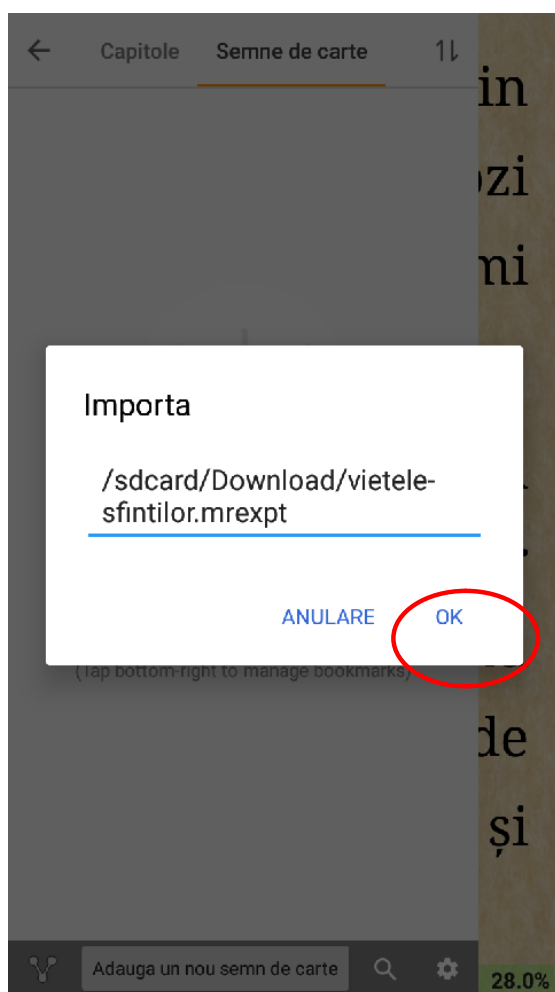 Capitole Semne de carte
in
ozi
mi
Importa
/sdcard/Download/vietele-
sfintilor.mrexpt
ANULARE OK
(Tap bottom-right to manage bookmarks)
de
și
Adauga un nou semn de carte
28.0%